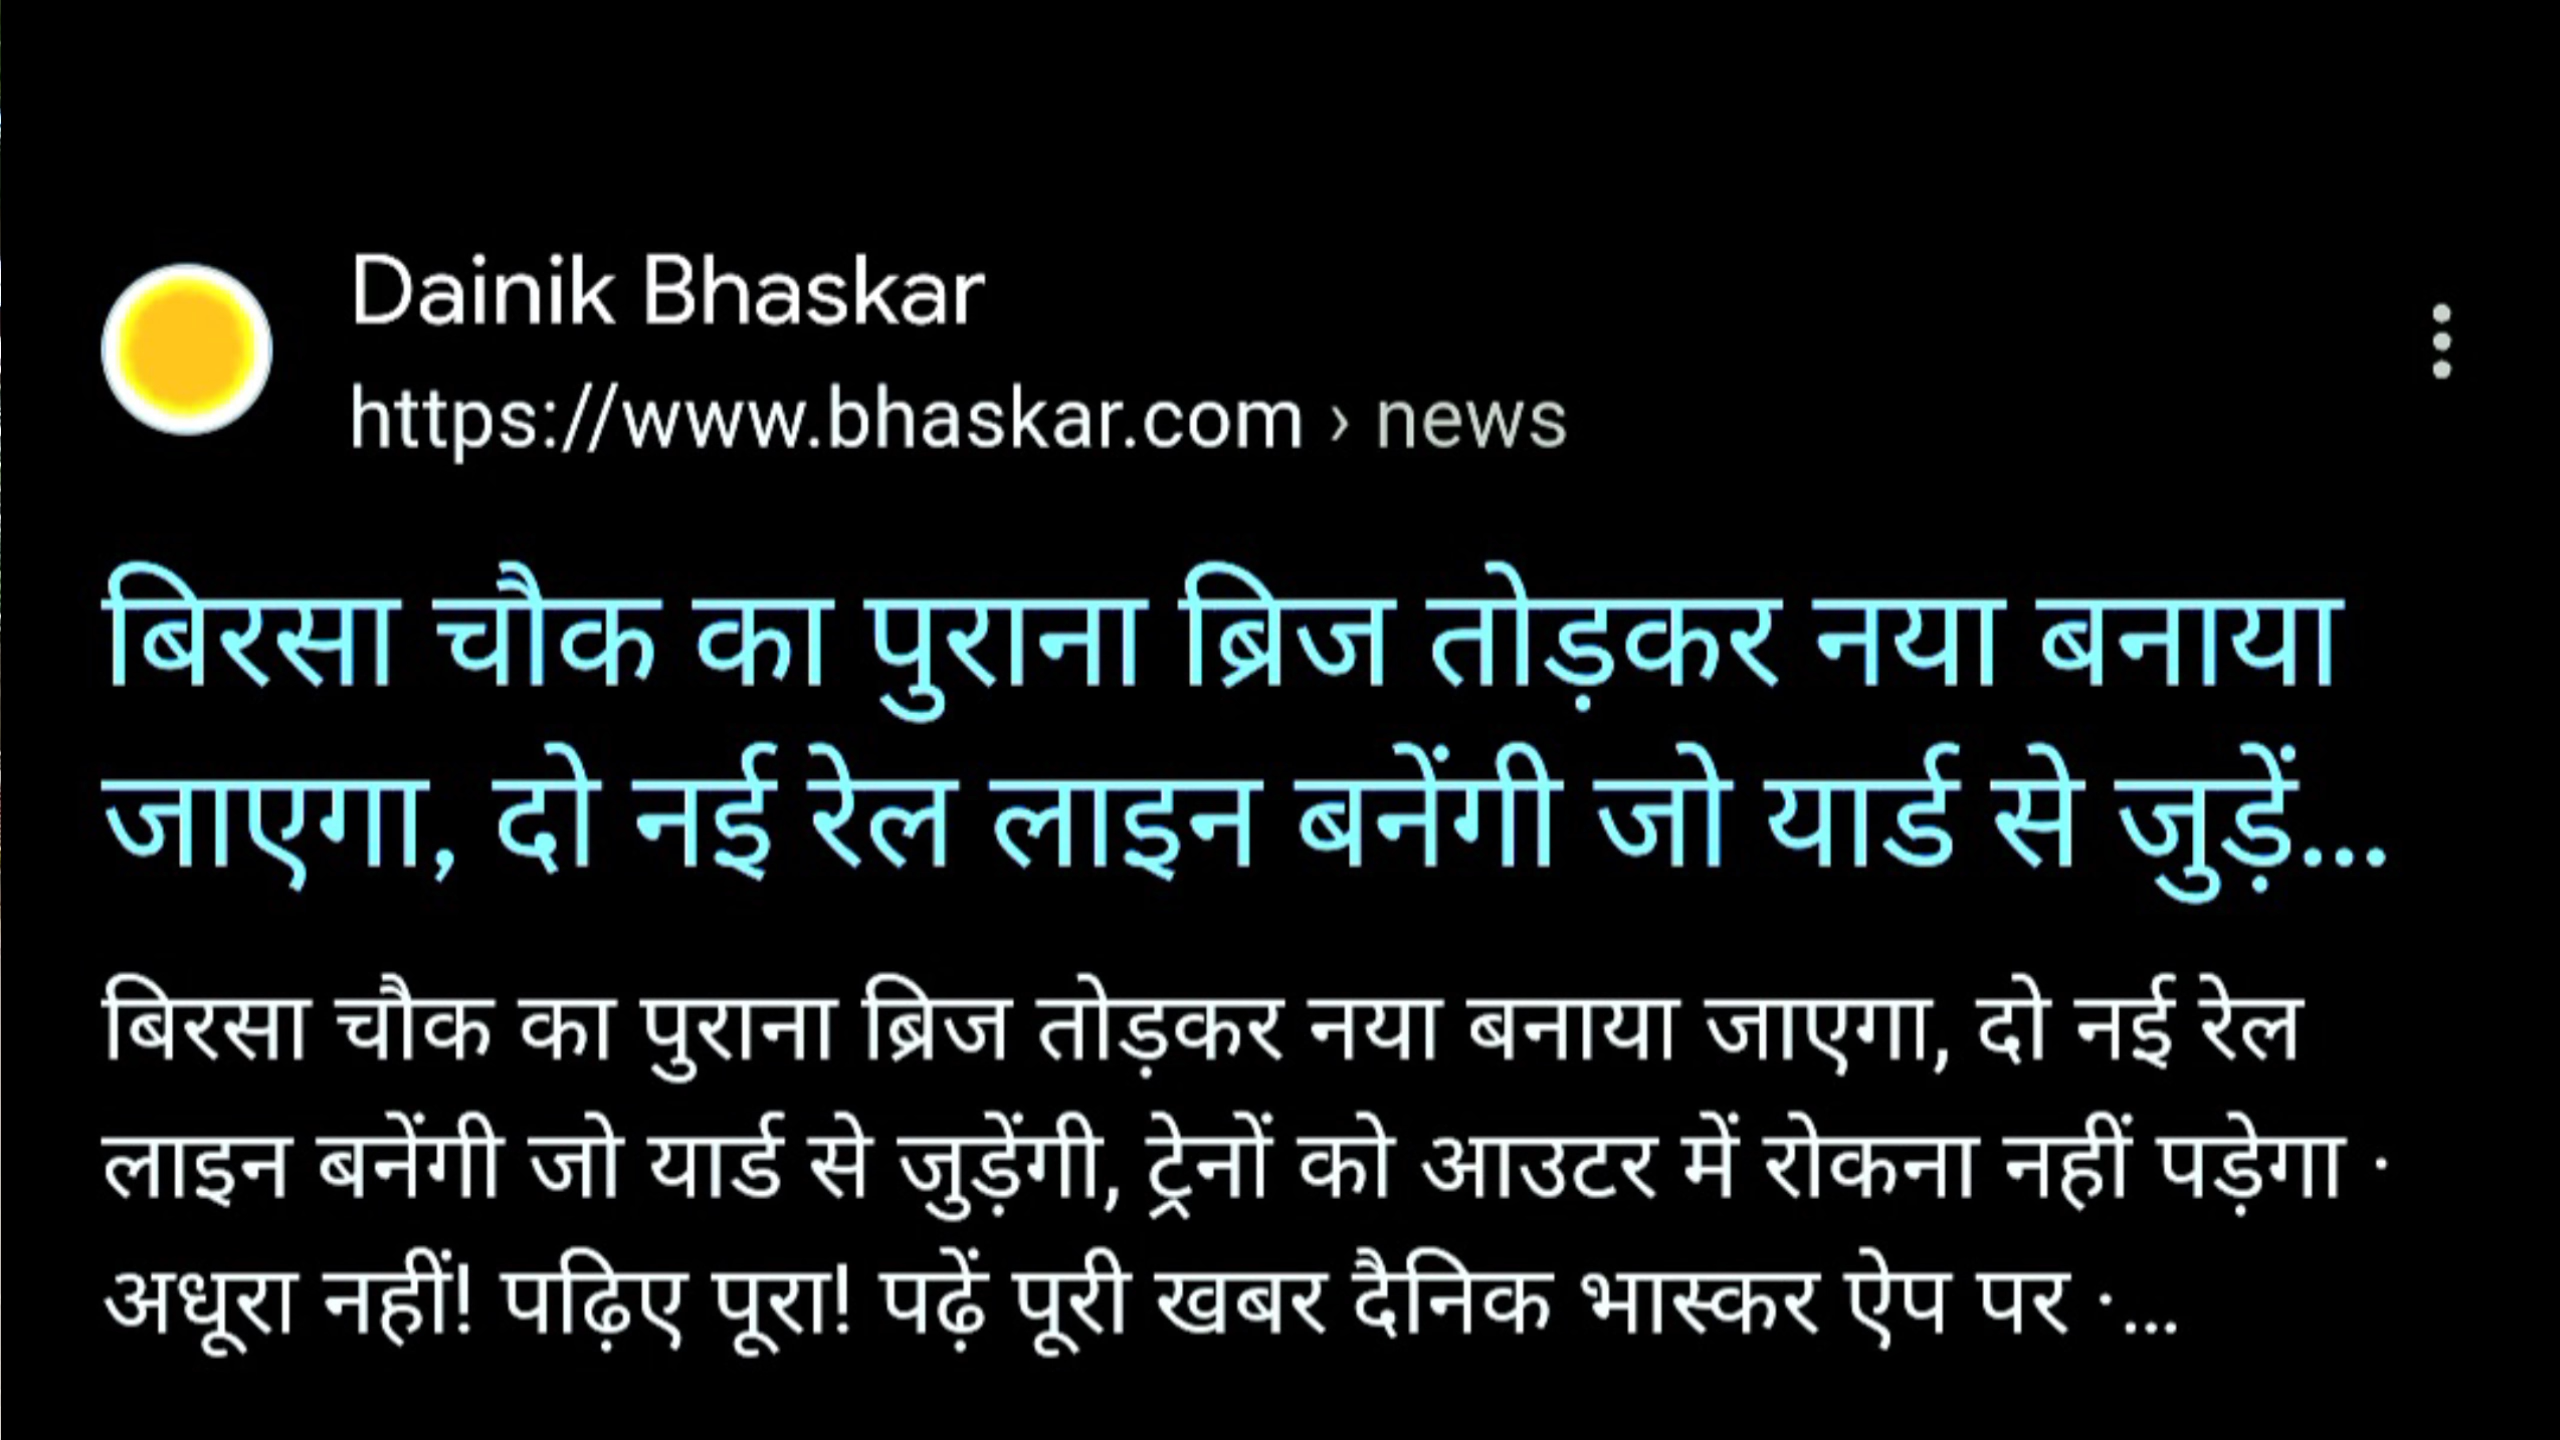 Dainik Bhaskar
https://www.bhaskar.com › news
बिरसा चौक का पुराना ब्रिज तोड़कर नया बनाया
जाएगा, दो नई रेल लाइन बनेंगी जो यार्ड से जुड़ें...
बिरसा चौक का पुराना ब्रिज तोड़कर नया बनाया जाएगा, दो नई रेल
लाइन बनेंगी जो यार्ड से जुड़ेंगी, ट्रेनों को आउटर में रोकना नहीं पड़ेगा ·
अधूरा नहीं! पढ़िए पूरा! पढ़ें पूरी खबर दैनिक भास्कर ऐप पर ·...